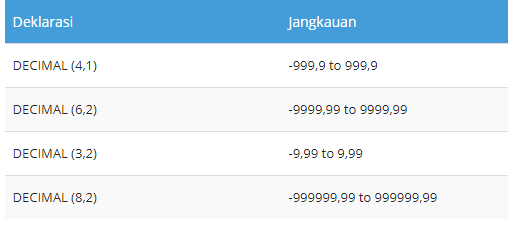 Deklarasi Jangkauan
DECIMAL (4,1) -999,9 to 999,9
DECIMAL (6,2) -9999,99 to 9999,99
DECIMAL (3,2) -9,99 to 9,99
DECIMAL (8,2) -999999,99 to 999999,99